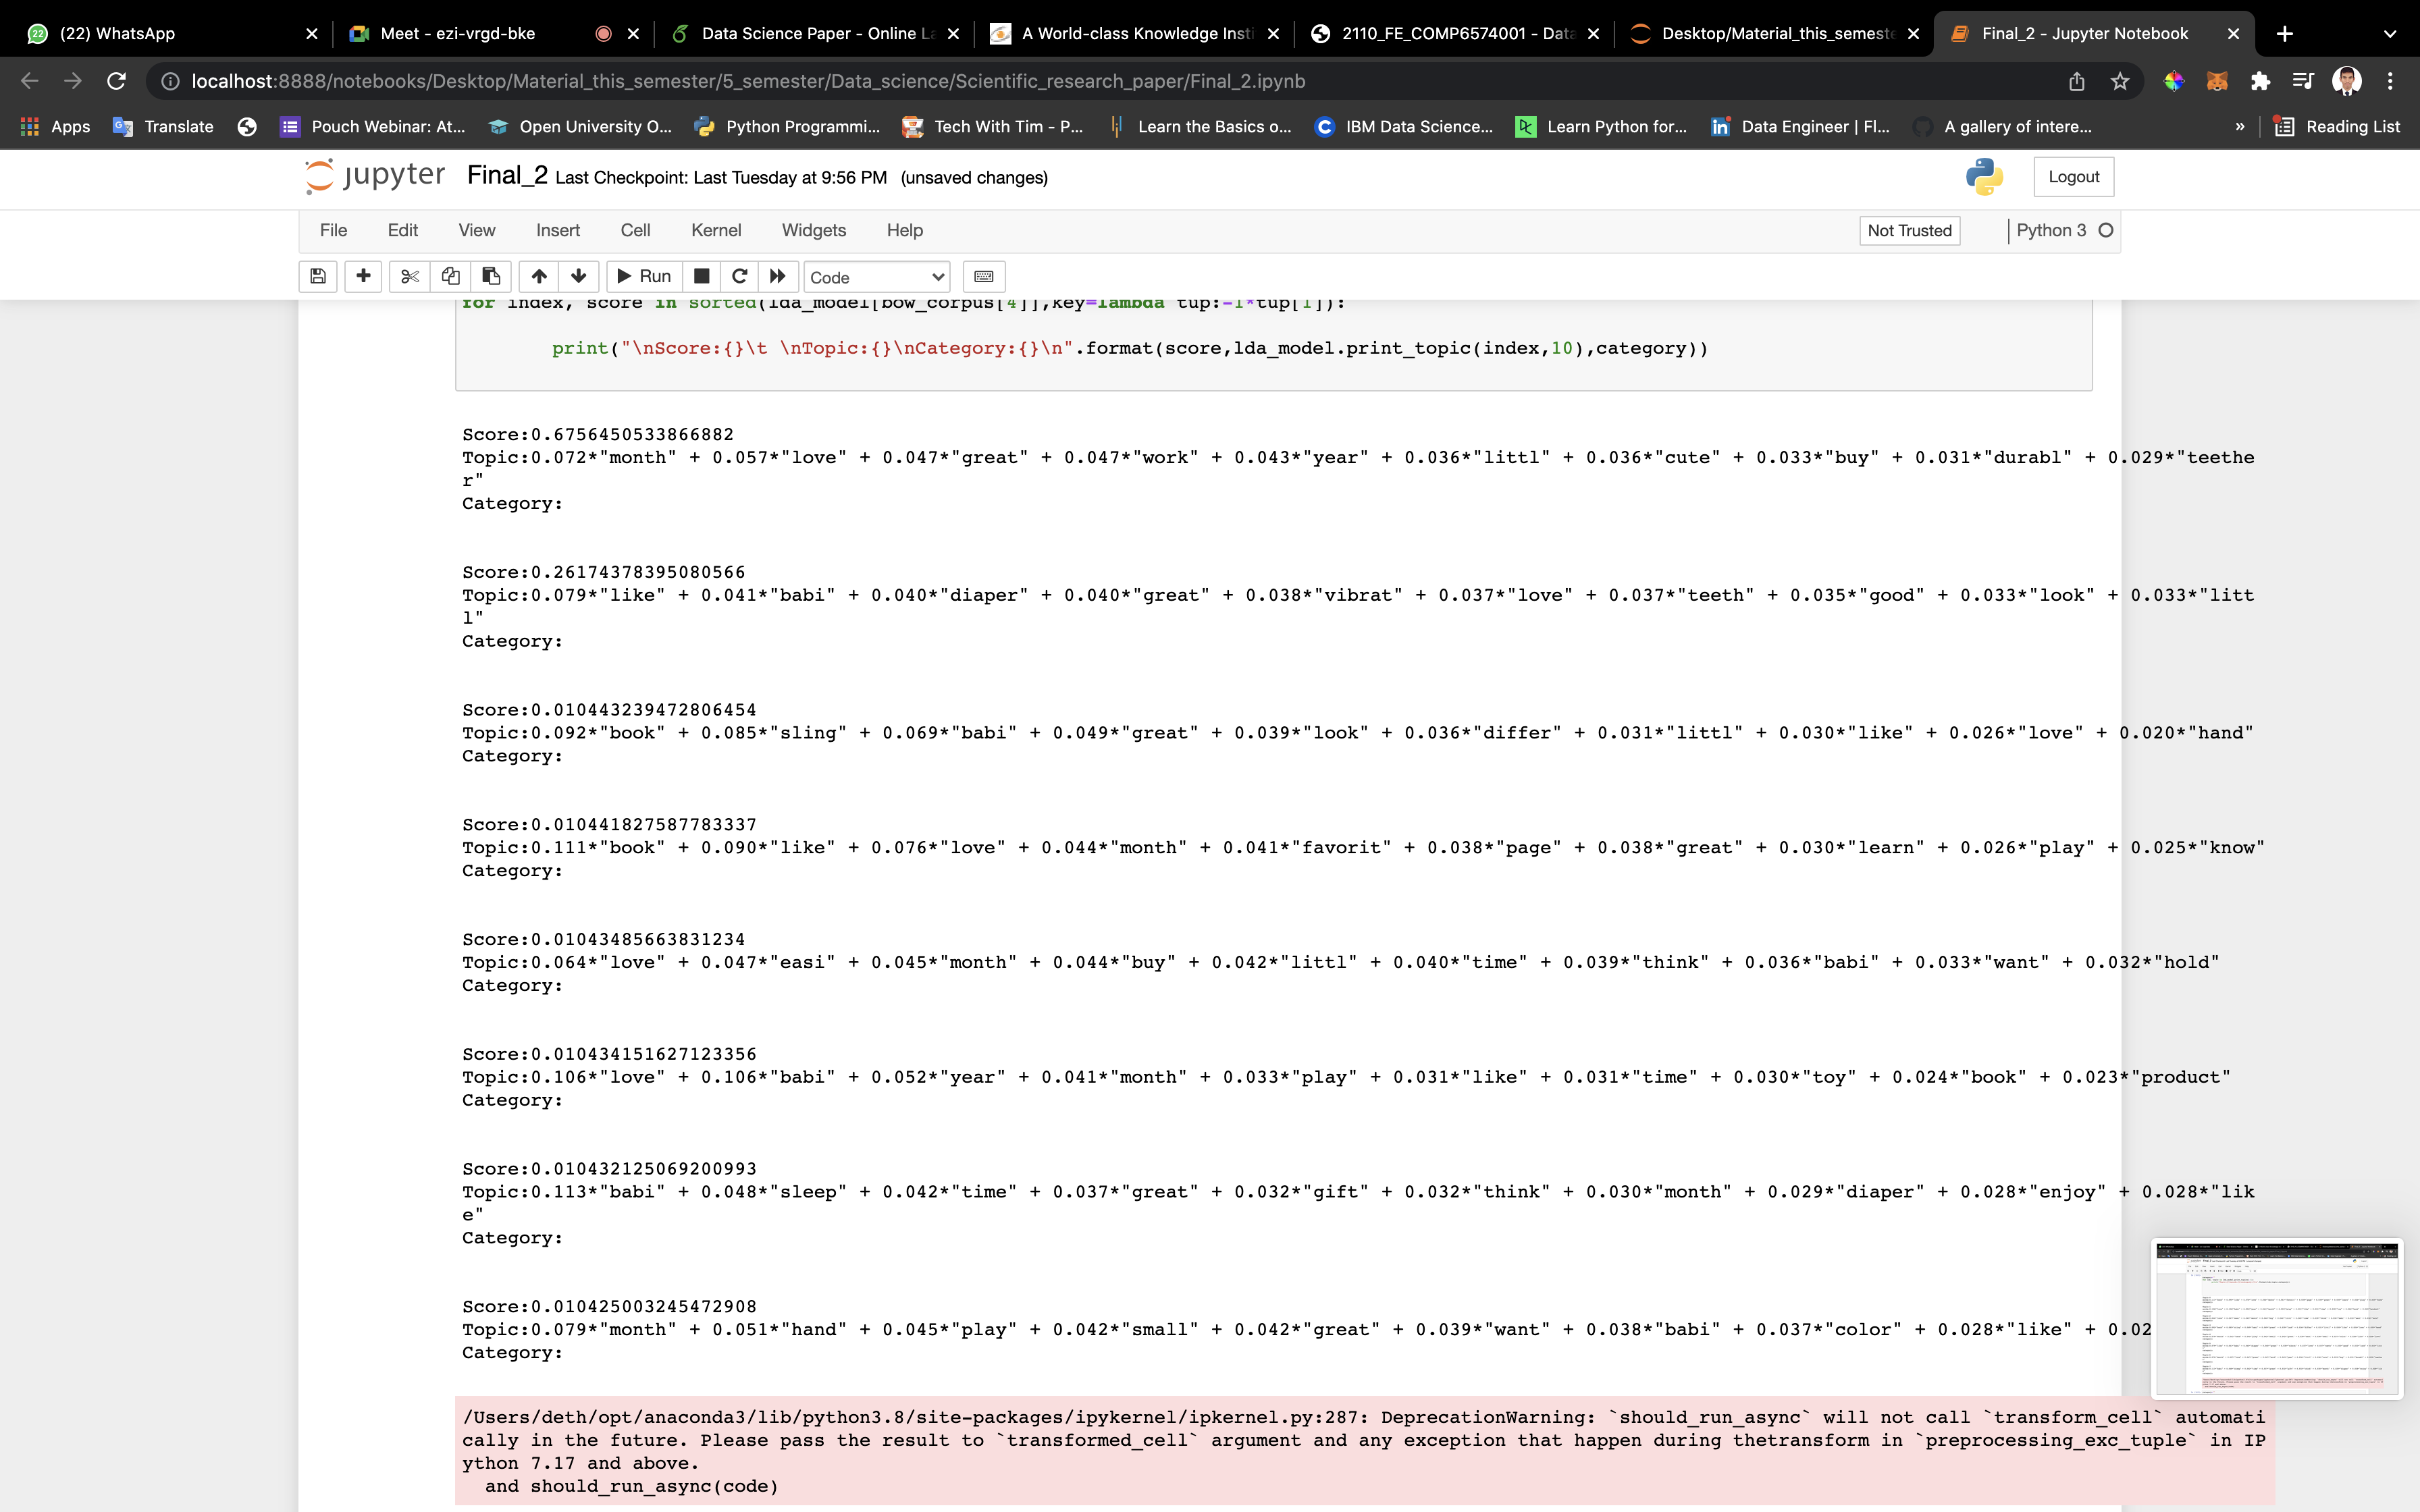 (22) WhatsApp
Meet - ezi-vrgd-bke
Data Science Paper - Online La
A World-class Knowledge Insti
2110_FE_COMP6574001 - Data
Desktop/Material_this_semeste
Final_2 - Jupyter Notebook
localhost:8888/notebooks/Desktop/Material_this_semester/5_semester/Data_science/Scientific_research_paper/Final_2.ipynb
Apps
Translate
Pouch Webinar: At...
Open University O...
Python Programmi...
Tech With Tim - P...
Learn the Basics o...
IBM Data Science...
Learn Python for...
Data Engineer | Fl...
A gallery of intere...
»
Reading List
jupyter Final_2 Last Checkpoint: Last Tuesday at 9:56 PM (unsaved changes)
Logout
File Edit View Insert Cell Kernel Widgets Help
Not Trusted
Python 3
Run
Code
for index, score in sorted(lda_model[bow_corpus[4]],key=lambda tup:-1*tup[1]):
print("\nScore:{}\t \nTopic:{}\nCategory:{}\n".format(score,lda_model.print_topic(index,10),category))
Score:0.6756450533866882
Topic:0.072*"month" + 0.057*"love" + 0.047*"great" + 0.047*"work" + 0.043*"year" + 0.036*"littl" + 0.036*"cute" + 0.033*"buy" + 0.031*"durabl" + 0.029*"teethe
r"
Category:
Score:0.26174378395080566
Topic:0.079*"like" + 0.041*"babi" + 0.040*"diaper" + 0.040*"great" + 0.038*"vibrat" + 0.037*"love" + 0.037*"teeth" + 0.035*"good" + 0.033*"look" + 0.033*"litt
l"
Category:
Score:0.010443239472806454
Topic:0.092*"book" + 0.085*"sling" + 0.069*"babi" + 0.049*"great" + 0.039*"look" + 0.036*"differ" + 0.031*"littl" + 0.030*"like" + 0.026*"love" + 0.020*"hand"
Category:
Score:0.010441827587783337
Topic:0.111*"book" + 0.090*"like" + 0.076*"love" + 0.044*"month" + 0.041*"favorit" + 0.038*"page" + 0.038*"great" + 0.030*"learn" + 0.026*"play" + 0.025*"know"
Category:
Score:0.01043485663831234
Topic:0.064*"love" + 0.047*"easi" + 0.045*"month" + 0.044*"buy" + 0.042*"littl" + 0.040*"time" + 0.039*"think" + 0.036*"babi" + 0.033*"want" + 0.032*"hold"
Category:
Score:0.010434151627123356
Topic:0.106*"love" + 0.106*"babi" + 0.052*"year" + 0.041*"month" + 0.033*"play" + 0.031*"like" + 0.031*"time" + 0.030*"toy" + 0.024*"book" + 0.023*"product"
Category:
Score:0.010432125069200993
Topic:0.113*"babi" + 0.048*"sleep" + 0.042*"time" + 0.037*"great" + 0.032*"gift" + 0.032*"think" + 0.030*"month" + 0.029*"diaper" + 0.028*"enjoy" + 0.028*"lik
e"
Category:
Score:0.010425003245472908
Topic:0.079*"month" + 0.051*"hand" + 0.045*"play" + 0.042*"small" + 0.042*"great" + 0.039*"want" + 0.038*"babi" + 0.037*"color" + 0.028*"like" + 0.02
Category:
/Users/deth/opt/anaconda3/lib/python3.8/site-packages/ipykernel/ipkernel.py:287: DeprecationWarning: `should_run_async` will not call `transform_cell` automati
cally in the future. Please pass the result to `transformed_cell` argument and any exception that happen during thetransform in `preprocessing_exc_tuple` in IP
ython 7.17 and above.
and should_run_async(code)